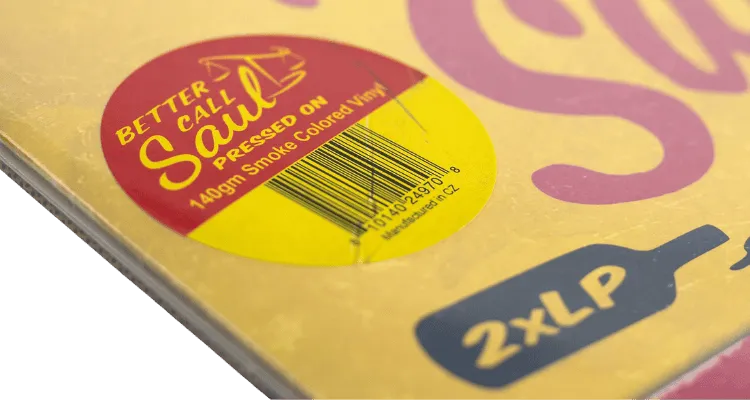 BETTER
CALL
Saul
PRESSED ON
140gm Smoke Colored Vinyl
10140 24970 8
Manufactured in CZ
2xLP